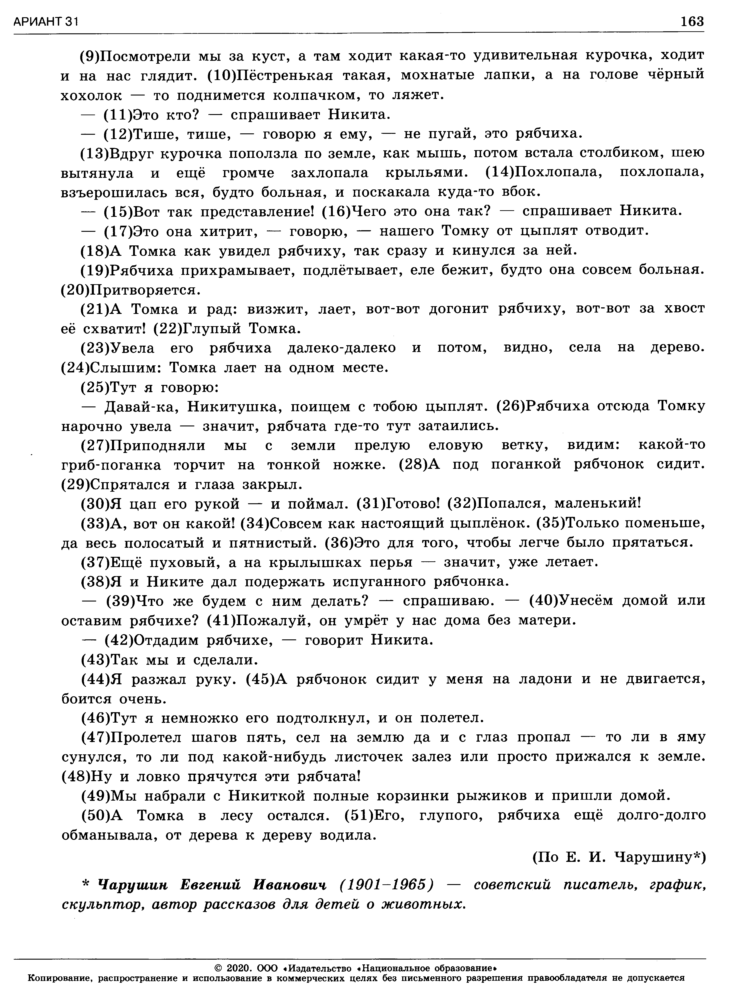 АРИАНТ 31
163
(9)Посмотрели мы за куст, а там ходит какая-то удивительная курочка, ходит
и на нас глядит. (10)Пёстренькая такая, мохнатые лапки, а на голове чёрный
хохолок — то поднимется колпачком, то ляжет.
— (11)Это кто? — спрашивает Никита.
— (12)Тише, тише, — говорю я ему, — не пугай, это рябчиха.
(13)Вдруг курочка поползла по земле, как мышь, потом встала столбиком, шею
вытянула и ещё громче захлопала крыльями. (14)Похлопала, похлопала,
взъерошилась вся, будто больная, и поскакала куда-то вбок.
— (15)Вот так представление! (16)Чего это она так? — спрашивает Никита.
— (17)Это она хитрит, — говорю, — нашего Томку от цыплят отводит.
(18)А Томка как увидел рябчиху, так сразу и кинулся за ней.
(19)Рябчиха прихрамывает, подлётывает, еле бежит, будто она совсем больная.
(20)Притворяется.
(21)А Томка и рад: визжит, лает, вот-вот догонит рябчиху, вот-вот за хвост
её схватит! (22)Глупый Томка.
(23)Увела его рябчиха далеко-далеко и потом, видно, села на дерево.
(24)Слышим: Томка лает на одном месте.
(25)Тут я говорю:
— Давай-ка, Никитушка, поищем с тобою цыплят. (26)Рябчиха отсюда Томку
нарочно увела — значит, рябчата где-то тут затаились.
(27)Приподняли мы с земли прелую еловую ветку, видим: какой-то
гриб-поганка торчит на тонкой ножке. (28)А под поганкой рябчонок сидит.
(29)Спрятался и глаза закрыл.
(30)Я цап его рукой — и поймал. (31)Готово! (32)Попался, маленький!
(33)А, вот он какой! (34)Совсем как настоящий цыплёнок. (35)Только поменьше,
да весь полосатый и пятнистый. (36)Это для того, чтобы легче было прятаться.
(37)Ещё пуховый, а на крылышках перья — значит, уже летает.
(38)Я и Никите дал подержать испуганного рябчонка.
— (39)Что же будем с ним делать? — спрашиваю. — (40)Унесём домой или
оставим рябчихе? (41)Пожалуй, он умрёт у нас дома без матери.
— (42)Отдадим рябчихе, — говорит Никита.
(43)Так мы и сделали.
(44)Я разжал руку. (45)А рябчонок сидит у меня на ладони и не двигается,
боится очень.
(46)Тут я немножко его подтолкнул, и он полетел.
(47)Пролетел шагов пять, сел на землю да и с глаз пропал — то ли в яму
сунулся, то ли под какой-нибудь листочек залез или просто прижался к земле.
(48)Ну и ловко прячутся эти рябчата!
(49)Мы набрали с Никиткой полные корзинки рыжиков и пришли домой.
(50)А Томка в лесу остался. (51)Его, глупого, рябчиха ещё долго-долго
обманывала, от дерева к дереву водила.
(По Е. И. Чарушину*)
* Чарушин Евгений Иванович (1901–1965) — советский писатель, график,
скульптор, автор рассказов для детей о животных.
© 2020. ООО «Издательство «Национальное образование»
Копирование, распространение и использование в коммерческих целях без письменного разрешения правообладателя не допускается